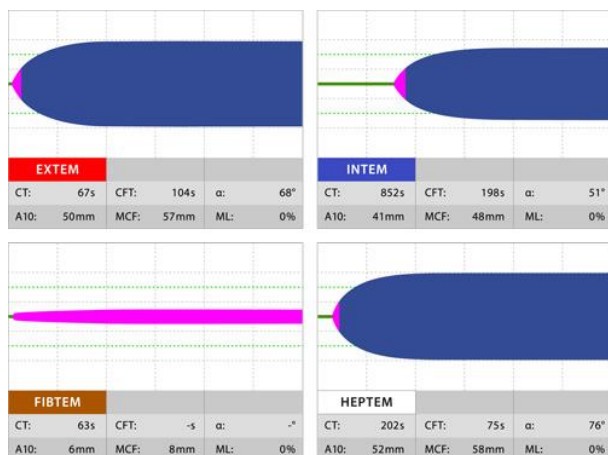 EXTEM
CT: 67s CFT: 104s α: 68°
A10: 50mm MCF: 57mm ML: 0%
INTEM
CT: 852s CFT: 198s α: 51°
A10: 41mm MCF: 48mm ML: 0%
FIBTEM
CT: 63s CFT: -s α: -°
A10: 6mm MCF: 8mm ML: 0%
HEPTEM
CT: 202s CFT: 75s α: 76°
A10: 52mm MCF: 58mm ML: 0%